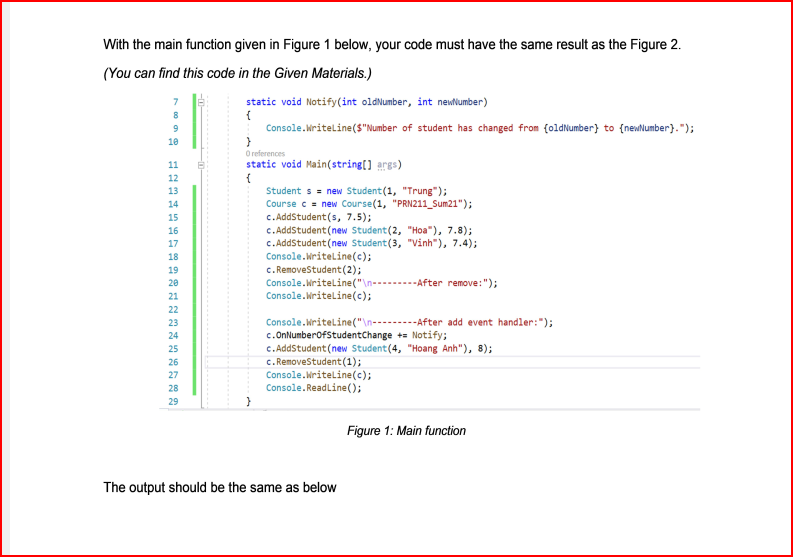 With the main function given in Figure 1 below, your code must have the same result as the Figure 2.
(You can find this code in the Given Materials.)
7 static void Notify(int oldNumber, int newNumber)
8 {
9 Console.WriteLine($"Number of student has changed from {oldNumber} to {newNumber}.");
10 }
0 references
11 static void Main(string[] args)
12 {
13 Student s = new Student(1, "Trung");
14 Course c = new Course(1, "PRN211_Sum21");
15 c.AddStudent(s, 7.5);
16 c.AddStudent(new Student(2, "Hoa"), 7.8);
17 c.AddStudent(new Student(3, "Vinh"), 7.4);
18 Console.WriteLine(c);
19 c.RemoveStudent(2);
20 Console.WriteLine("\n---------After remove:");
21 Console.WriteLine(c);
22
23 Console.WriteLine("\n---------After add event handler:");
24 c.OnNumberOfStudentChange += Notify;
25 c.AddStudent(new Student(4, "Hoang Anh"), 8);
26 c.RemoveStudent(1);
27 Console.WriteLine(c);
28 Console.ReadLine();
29 }
Figure 1: Main function
The output should be the same as below